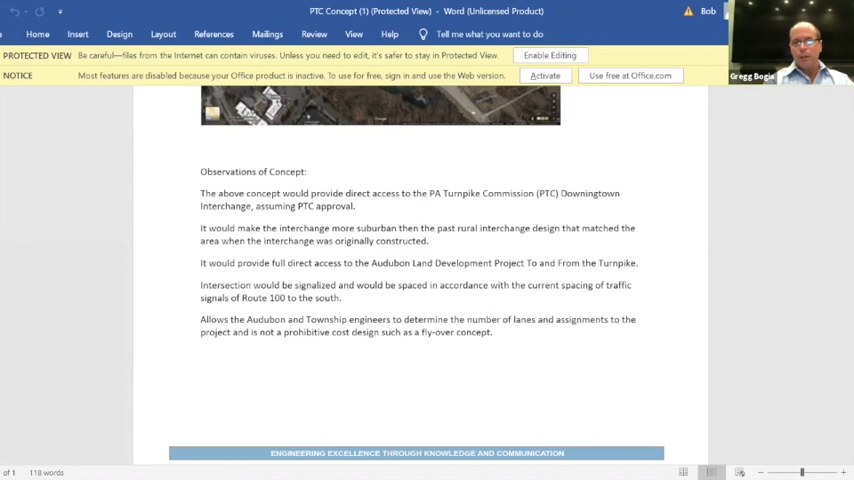 PTC Concept (1) (Protected View) - Word (Unlicensed Product)
Bob
Home Insert Design Layout References Mailings Review View Help Tell me what you want to do
PROTECTED VIEW Be careful—files from the Internet can contain viruses. Unless you need to edit, it's safer to stay in Protected View. Enable Editing
NOTICE Most features are disabled because your Office product is inactive. To use for free, sign in and use the Web version. Activate Use free at Office.com
Gregg Bogia
Observations of Concept:
The above concept would provide direct access to the PA Turnpike Commission (PTC) Downingtown
Interchange, assuming PTC approval.
It would make the interchange more suburban then the past rural interchange design that matched the
area when the interchange was originally constructed.
It would provide full direct access to the Audubon Land Development Project To and From the Turnpike.
Intersection would be signalized and would be spaced in accordance with the current spacing of traffic
signals of Route 100 to the south.
Allows the Audubon and Township engineers to determine the number of lanes and assignments to the
project and is not a prohibitive cost design such as a fly-over concept.
ENGINEERING EXCELLENCE THROUGH KNOWLEDGE AND COMMUNICATION
of 1 118 words